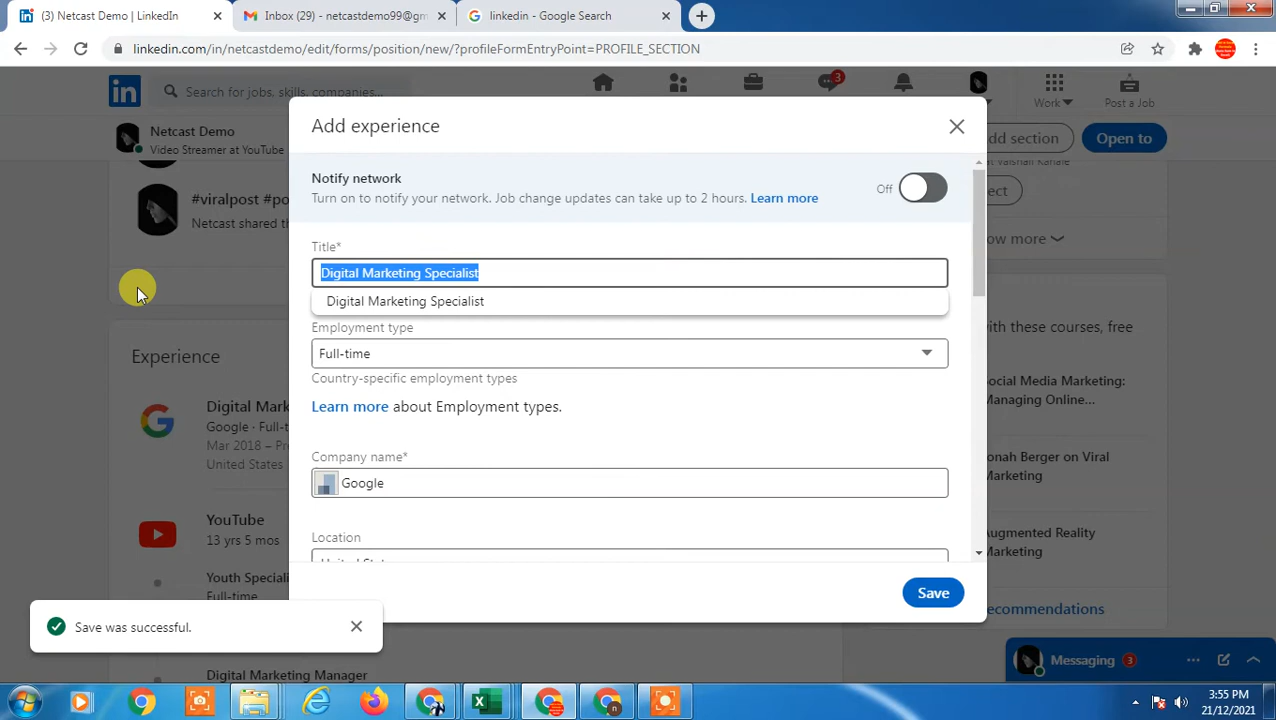 (3) Netcast Demo | LinkedIn
Inbox (29) - netcastdemo99@gm
linkedin - Google Search
linkedin.com/in/netcastdemo/edit/forms/position/new/?profileFormEntryPoint=PROFILE_SECTION
in
Search for jobs, skills, companies...
3
Work
Post a Job
Netcast Demo
Video Streamer at YouTube
dd section
Open to
#viralpost #po
Netcast shared th
ect
how more
Add experience
Notify network
Turn on to notify your network. Job change updates can take up to 2 hours. Learn more
Off
Title*
Digital Marketing Specialist
Digital Marketing Specialist
Employment type
Full-time
Country-specific employment types
Learn more about Employment types.
Company name*
Google
Location
Save
Experience
Digital Mark
Google · Full-t
Mar 2018 – Pre
United States
YouTube
13 yrs 5 mos
Youth Speciali
Full-time
Digital Marketing Manager
with these courses, free
Social Media Marketing:
Managing Online...
onah Berger on Viral
Marketing
Augmented Reality
Marketing
ecommendations
Save was successful.
Messaging 3
3:55 PM
21/12/2021